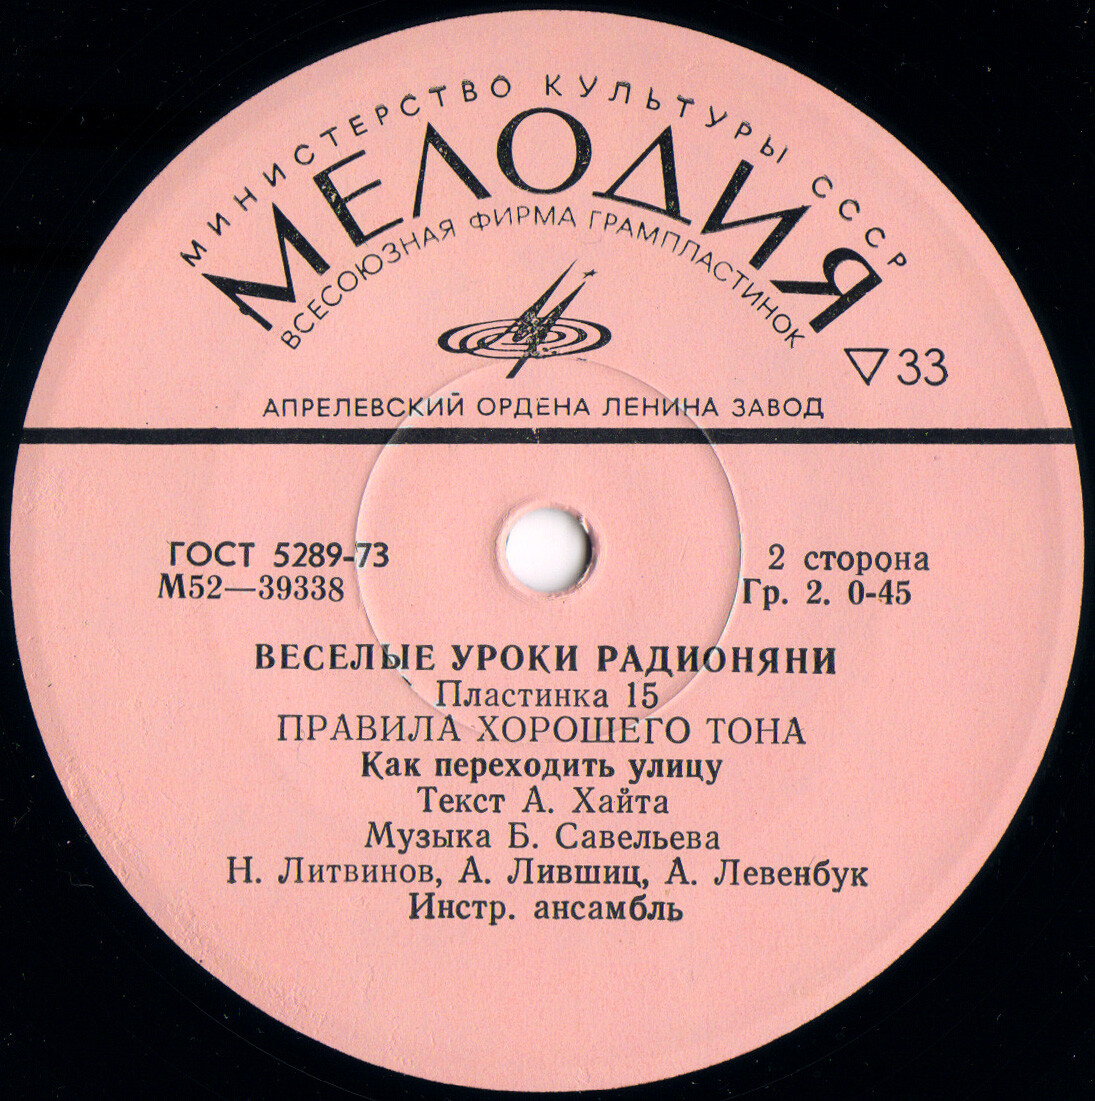 МИНИСТЕРСТВО КУЛЬТУРЫ СССР
МЕЛОДИЯ
ВСЕСОЮЗНАЯ ФИРМА ГРАМПЛАСТИНОК
▽33
АПРЕЛЕВСКИЙ ОРДЕНА ЛЕНИНА ЗАВОД
ГОСТ 5289-73
М52—39338
2 сторона
Гр. 2. 0-45
ВЕСЕЛЫЕ УРОКИ РАДИОНЯНИ
Пластинка 15
ПРАВИЛА ХОРОШЕГО ТОНА
Как переходить улицу
Текст А. Хайта
Музыка Б. Савельева
Н. Литвинов, А. Лившиц, А. Левенбук
Инстр. ансамбль